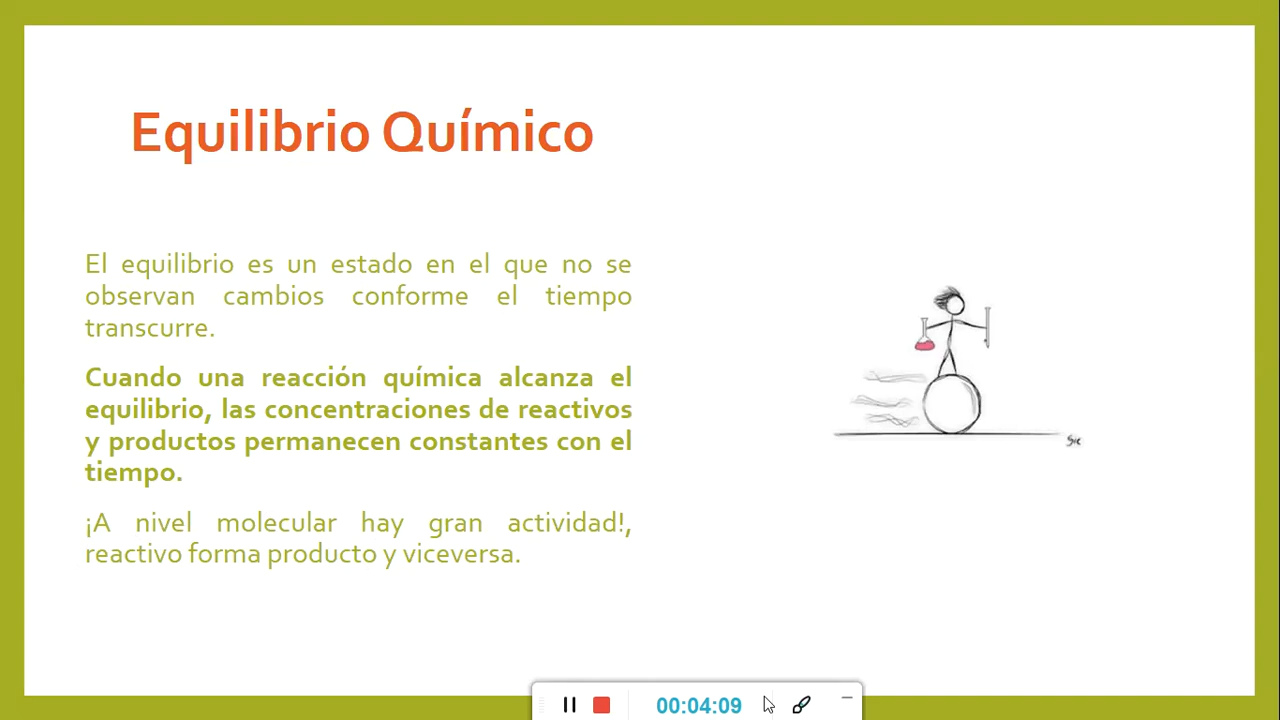 Equilibrio Químico
El equilibrio es un estado en el que no se
observan cambios conforme el tiempo
transcurre.
Cuando una reacción química alcanza el
equilibrio, las concentraciones de reactivos
y productos permanecen constantes con el
tiempo.
¡A nivel molecular hay gran actividad!,
reactivo forma producto y viceversa.
00:04:09